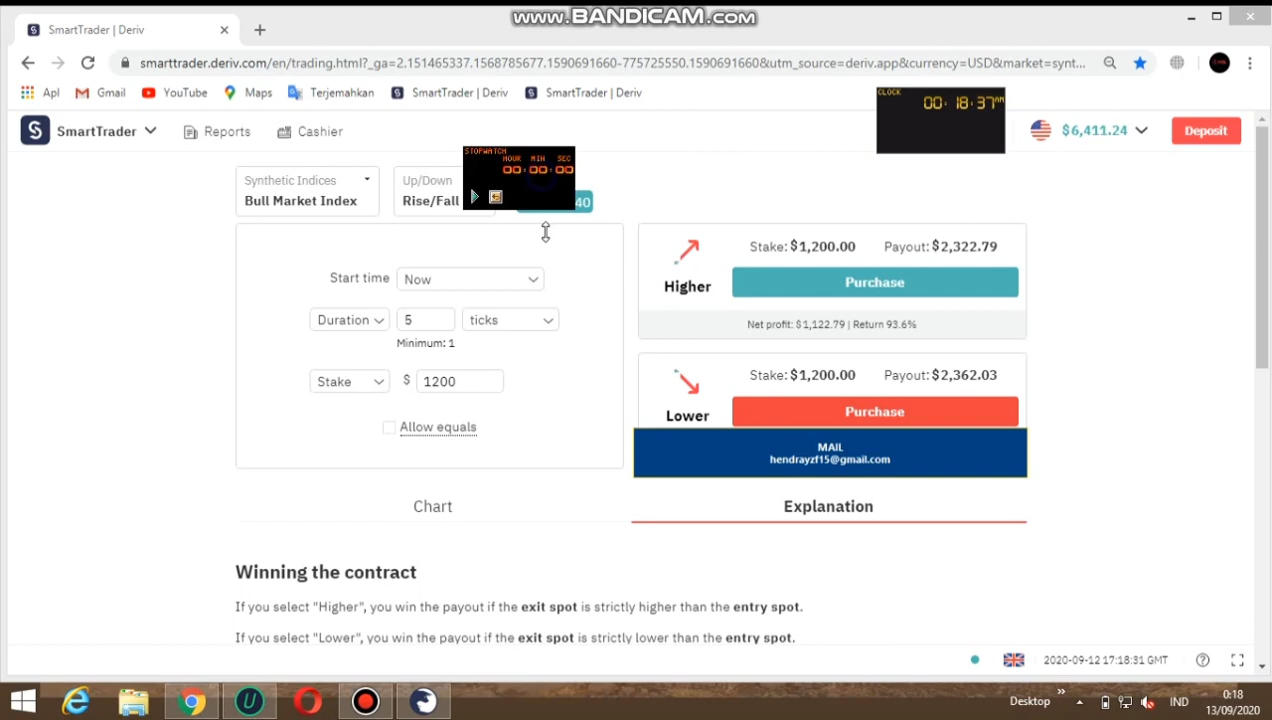 www.BANDICAM.com
SmartTrader | Deriv
smarttrader.deriv.com/en/trading.html?_ga=2.151465337.1568785677.1590691660-775725550.1590691660&utm_source=deriv.app&currency=USD&market=synt...
Apl Gmail YouTube Maps Terjemahkan SmartTrader | Deriv SmartTrader | Deriv
CLOCK
00:18:37AM
SmartTrader Reports Cashier $6,411.24 Deposit
STOPWATCH
HOUR MIN SEC
00:00:00
Synthetic Indices Up/Down
Bull Market Index Rise/Fall 40
Start time Now
Duration 5 ticks
Minimum: 1
Stake $ 1200
Allow equals
Stake: $1,200.00 Payout: $2,322.79
Higher Purchase
Net profit: $1,122.79 | Return 93.6%
Stake: $1,200.00 Payout: $2,362.03
Lower Purchase
MAIL
hendrayzf15@gmail.com
Chart Explanation
Winning the contract
If you select "Higher", you win the payout if the exit spot is strictly higher than the entry spot.
If you select "Lower", you win the payout if the exit spot is strictly lower than the entry spot.
2020-09-12 17:18:31 GMT
Desktop IND 0:18
13/09/2020